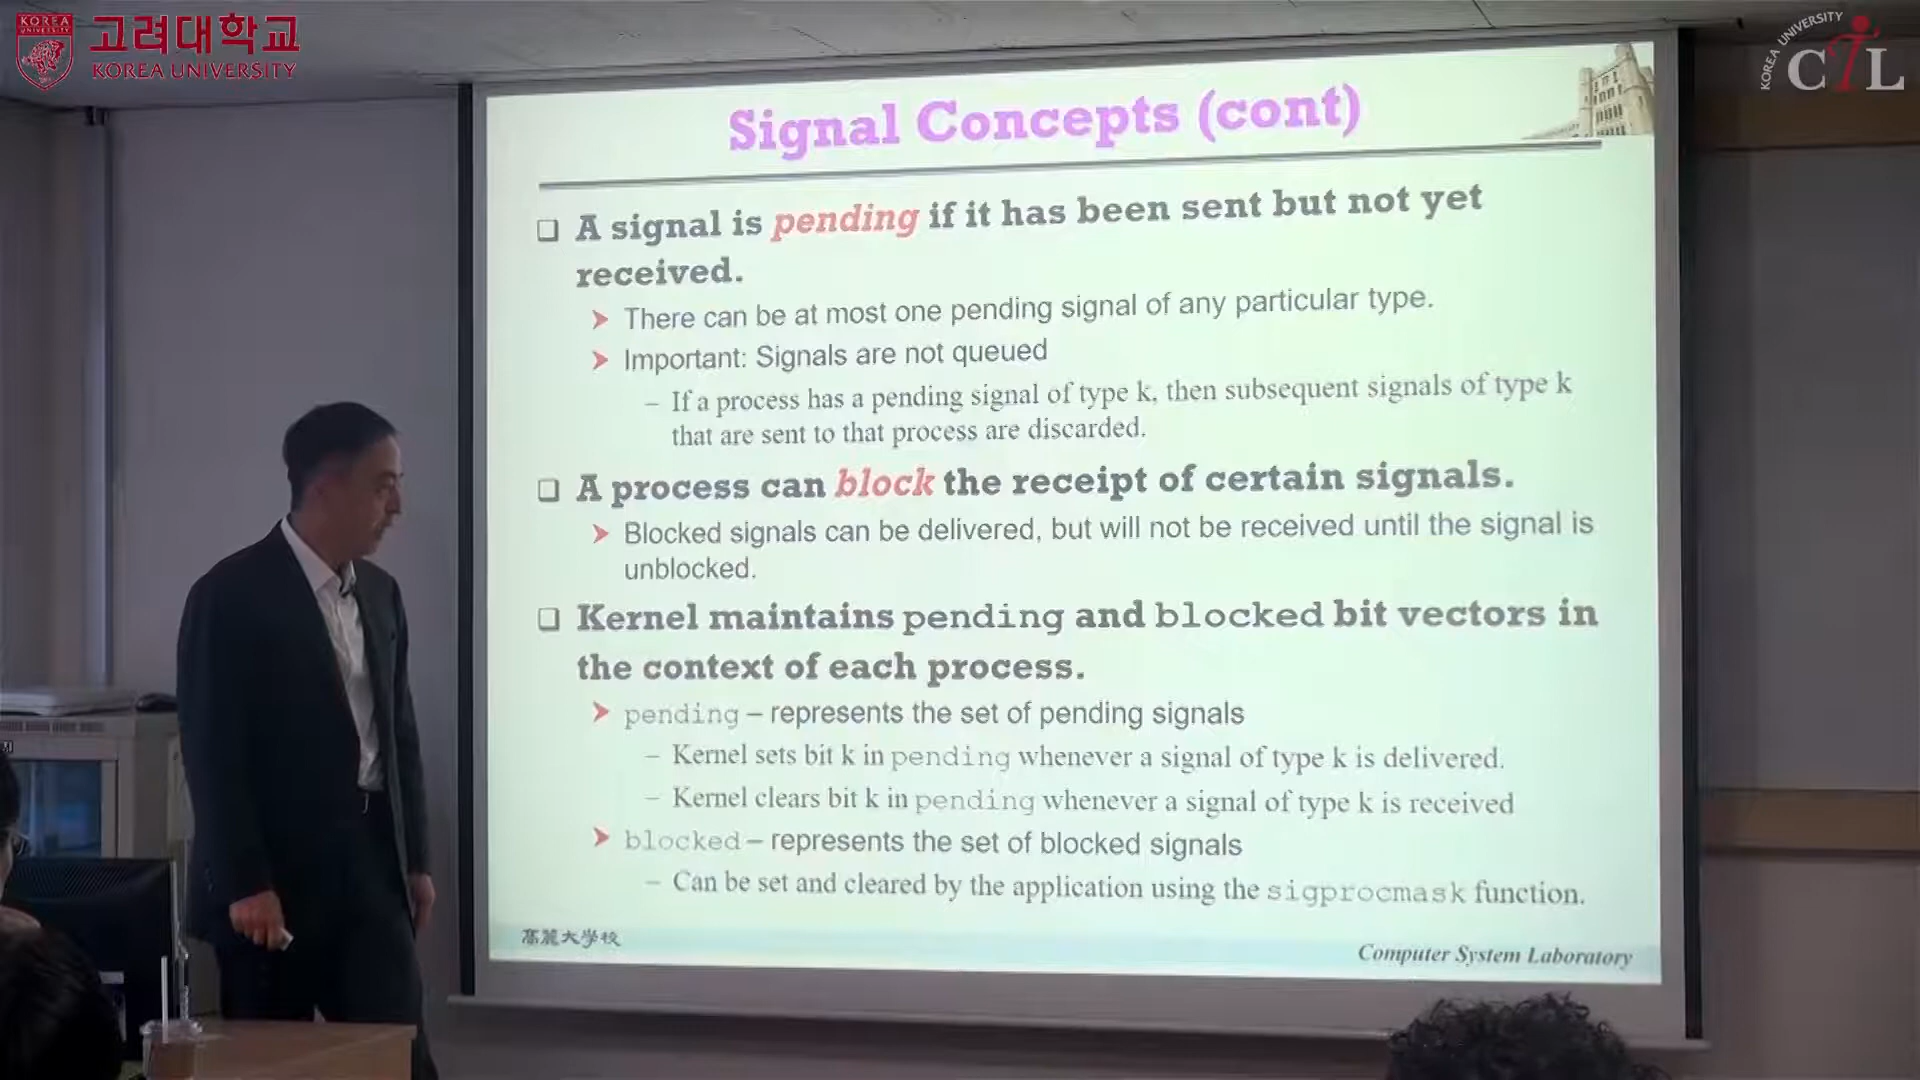 고려대학교
KOREA UNIVERSITY
KOREA UNIVERSITY
KOREA UNIVERSITY
CTL
Signal Concepts (cont)
❑ A signal is pending if it has been sent but not yet
received.
➤ There can be at most one pending signal of any particular type.
➤ Important: Signals are not queued
– If a process has a pending signal of type k, then subsequent signals of type k
that are sent to that process are discarded.
❑ A process can block the receipt of certain signals.
➤ Blocked signals can be delivered, but will not be received until the signal is
unblocked.
❑ Kernel maintains pending and blocked bit vectors in
the context of each process.
➤ pending – represents the set of pending signals
– Kernel sets bit k in pending whenever a signal of type k is delivered.
– Kernel clears bit k in pending whenever a signal of type k is received
➤ blocked – represents the set of blocked signals
– Can be set and cleared by the application using the sigprocmask function.
高麗大學校
Computer System Laboratory